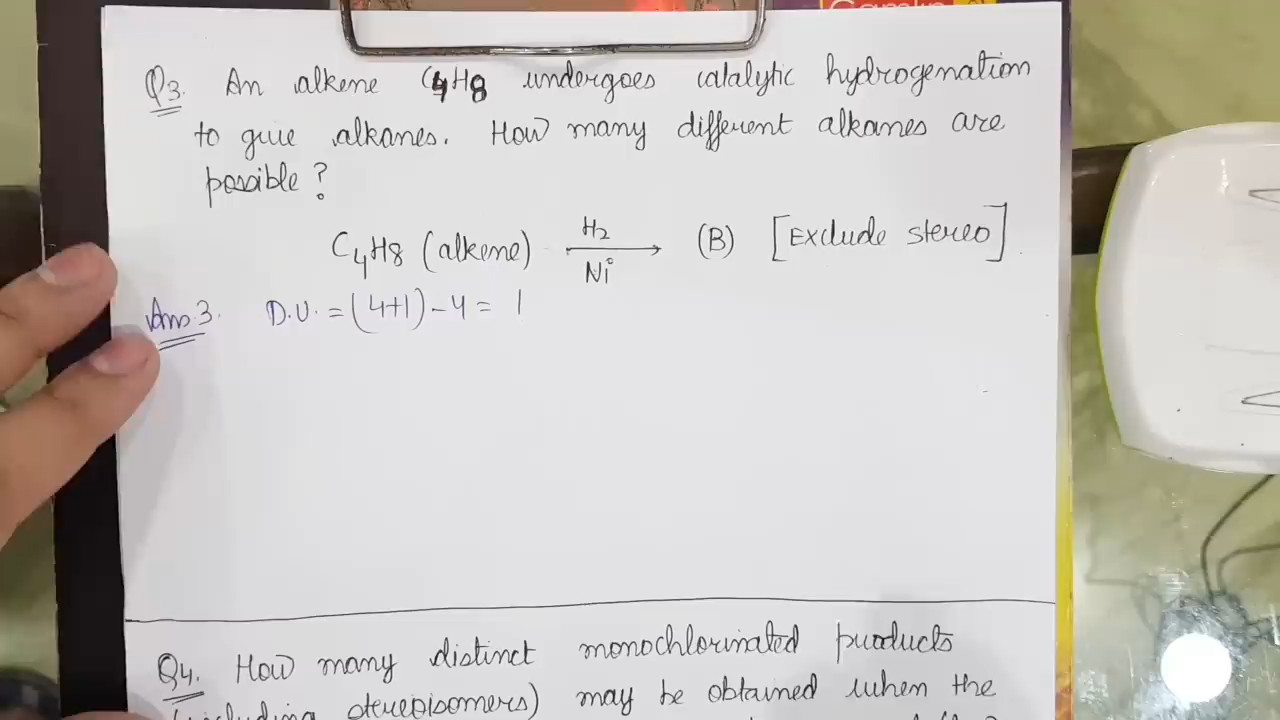 Camlin
Q3. An alkene C4H8 undergoes catalytic hydrogenation
to give alkanes. How many different alkanes are
possible?
C4H8 (alkene) H2 Ni → (B) [Exclude stereo]
Ans 3. D.U. = (4+1) - 4 = 1
Q4. How many distinct monochlorinated products
(including stereoisomers) may be obtained when the